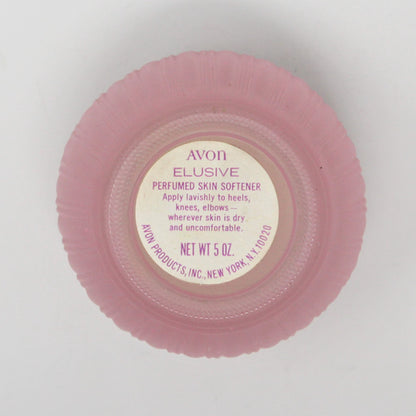 AVON
ELUSIVE
PERFUMED SKIN SOFTENER
Apply lavishly to heels,
knees, elbows—
wherever skin is dry
and uncomfortable.
NET WT 5 OZ.
AVON PRODUCTS, INC., NEW YORK, N.Y. 10020